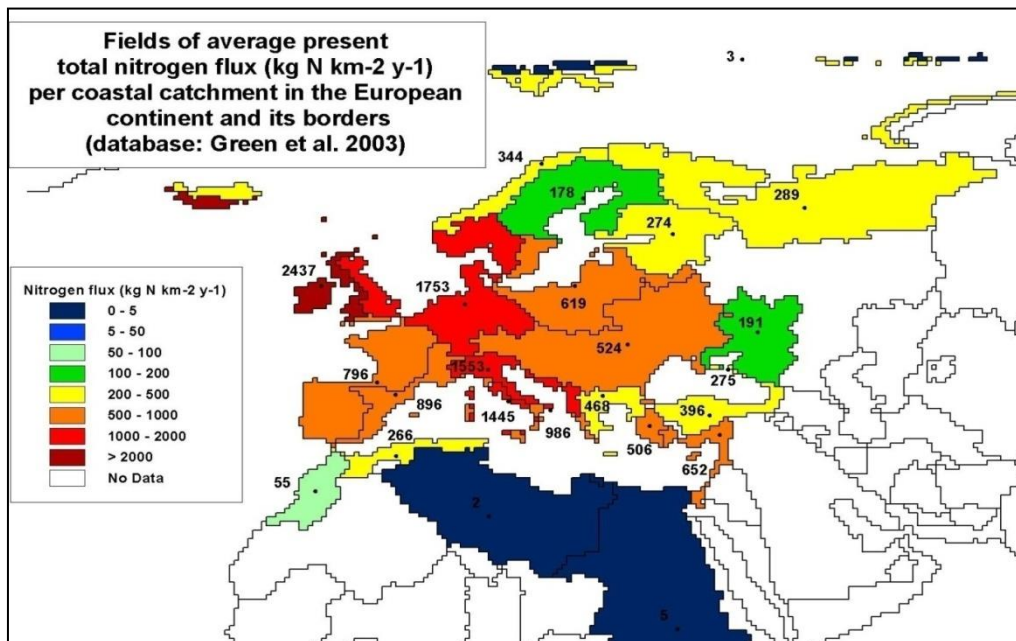 Fields of average present
total nitrogen flux (kg N km-2 y-1)
per coastal catchment in the European
continent and its borders
(database: Green et al. 2003)
3
344
178
289
274
2437
1753
619
191
524
275
1553
796
896
1445
986
468
396
506
652
266
55
2
5
Nitrogen flux (kg N km-2 y-1)
0 - 5
5 - 50
50 - 100
100 - 200
200 - 500
500 - 1000
1000 - 2000
> 2000
No Data